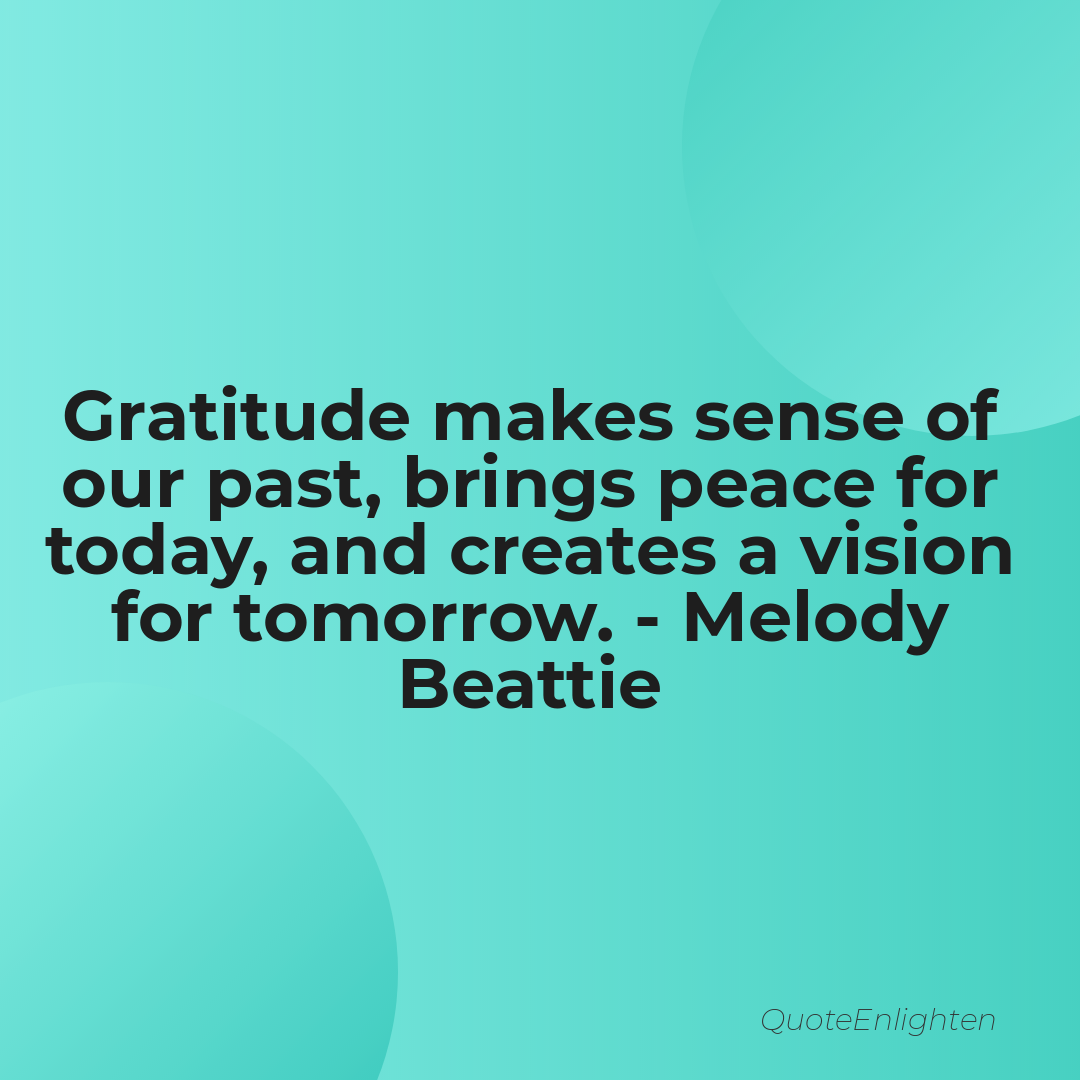 Gratitude makes sense of
our past, brings peace for
today, and creates a vision
for tomorrow. - Melody
Beattie
QuoteEnlighten